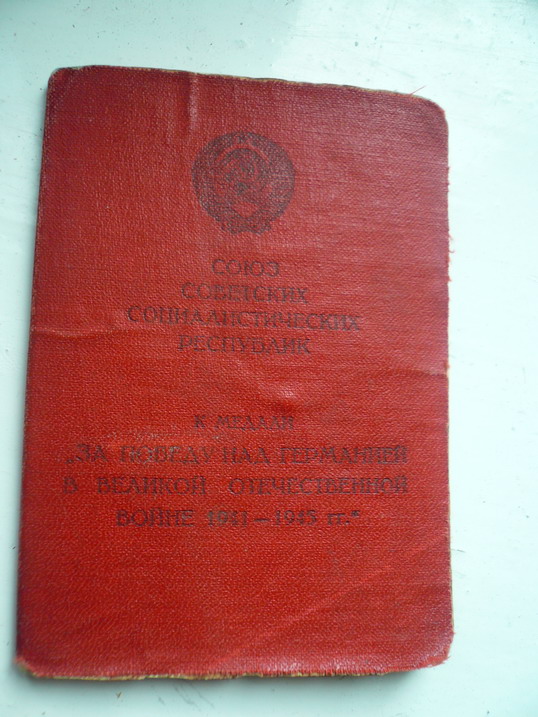 СОЮЗ
СОВЕТСКИХ
СОЦИАЛИСТИЧЕСКИХ
РЕСПУБЛИК
К МЕДАЛИ
„ЗА ПОБЕДУ НАД ГЕРМАНИЕЙ
В ВЕЛИКОЙ ОТЕЧЕСТВЕННОЙ
ВОЙНЕ 1941–1945 гг.“